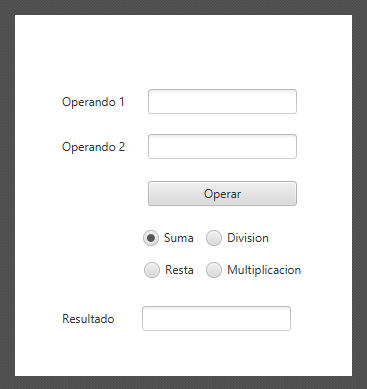 Operando 1
Operando 2
Operar
Suma Division
Resta Multiplicacion
Resultado